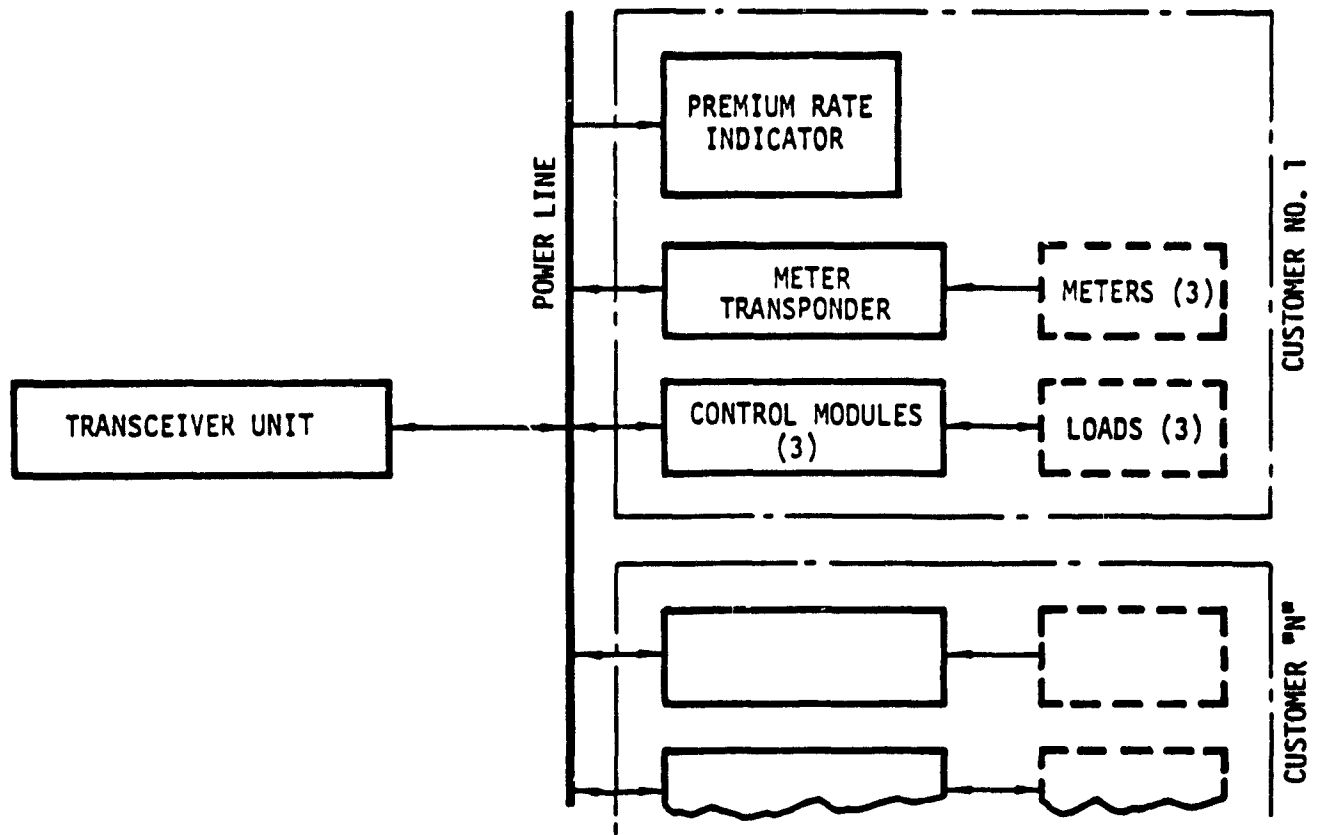 PREMIUM RATE
INDICATOR
POWER LINE
METER
TRANSPONDER
METERS (3)
CUSTOMER NO. 1
TRANSCEIVER UNIT
CONTROL MODULES
(3)
LOADS (3)
CUSTOMER "N"